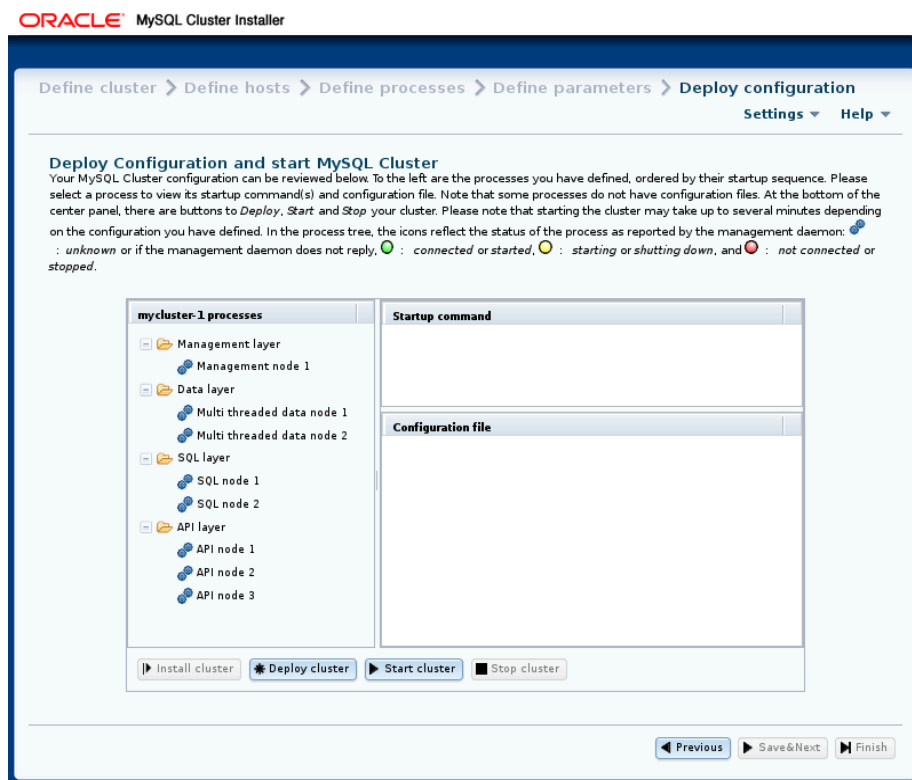 ORACLE MySQL Cluster Installer
Define cluster Define hosts Define processes Define parameters Deploy configuration
Settings Help
Deploy Configuration and start MySQL Cluster
Your MySQL Cluster configuration can be reviewed below. To the left are the processes you have defined, ordered by their startup sequence. Please
select a process to view its startup command(s) and configuration file. Note that some processes do not have configuration files. At the bottom of the
center panel, there are buttons to Deploy, Start and Stop your cluster. Please note that starting the cluster may take up to several minutes depending
on the configuration you have defined. In the process tree, the icons reflect the status of the process as reported by the management daemon:
: unknown or if the management daemon does not reply, : connected or started, : starting or shutting down, and : not connected or
stopped.
mycluster-1 processes
Management layer
Management node 1
Data layer
Multi threaded data node 1
Multi threaded data node 2
SQL layer
SQL node 1
SQL node 2
API layer
API node 1
API node 2
API node 3
Startup command
Configuration file
Install cluster Deploy cluster Start cluster Stop cluster
Previous Save&Next Finish